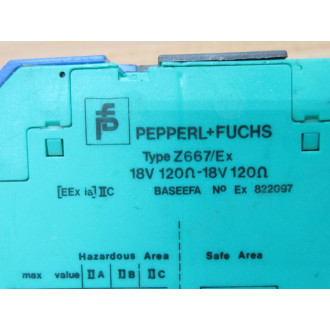 PEPPERL+FUCHS
Type Z667/Ex
18V 120Ω-18V 120Ω
[EEx ia] IIC BASEEFA No Ex 822097
Hazardous Area Safe Area
max value IIA IIB IIC